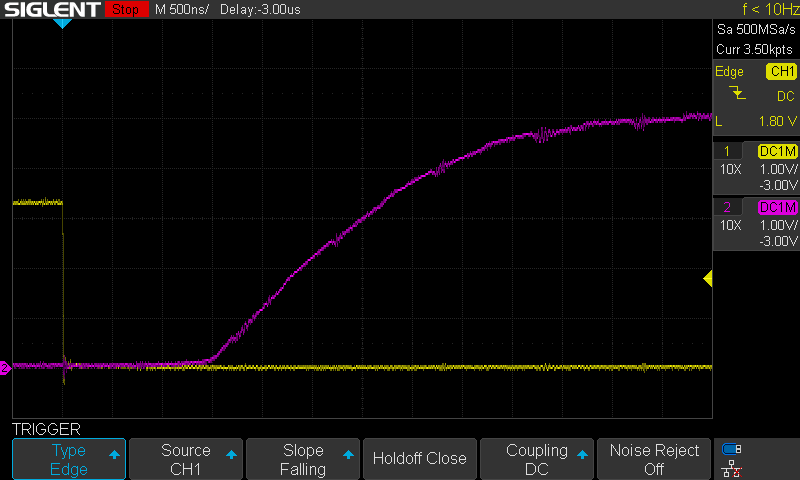 SIGLENT Stop M 500ns/ Delay:-3.00us f < 10Hz
Sa 500MSa/s
Curr 3.50kpts
Edge CH1
DC
L 1.80 V
1 DC1M
10X 1.00V/
-3.00V
2 DC1M
10X 1.00V/
-3.00V
2
TRIGGER
Type
Edge
Source
CH1
Slope
Falling
Holdoff Close
Coupling
DC
Noise Reject
Off